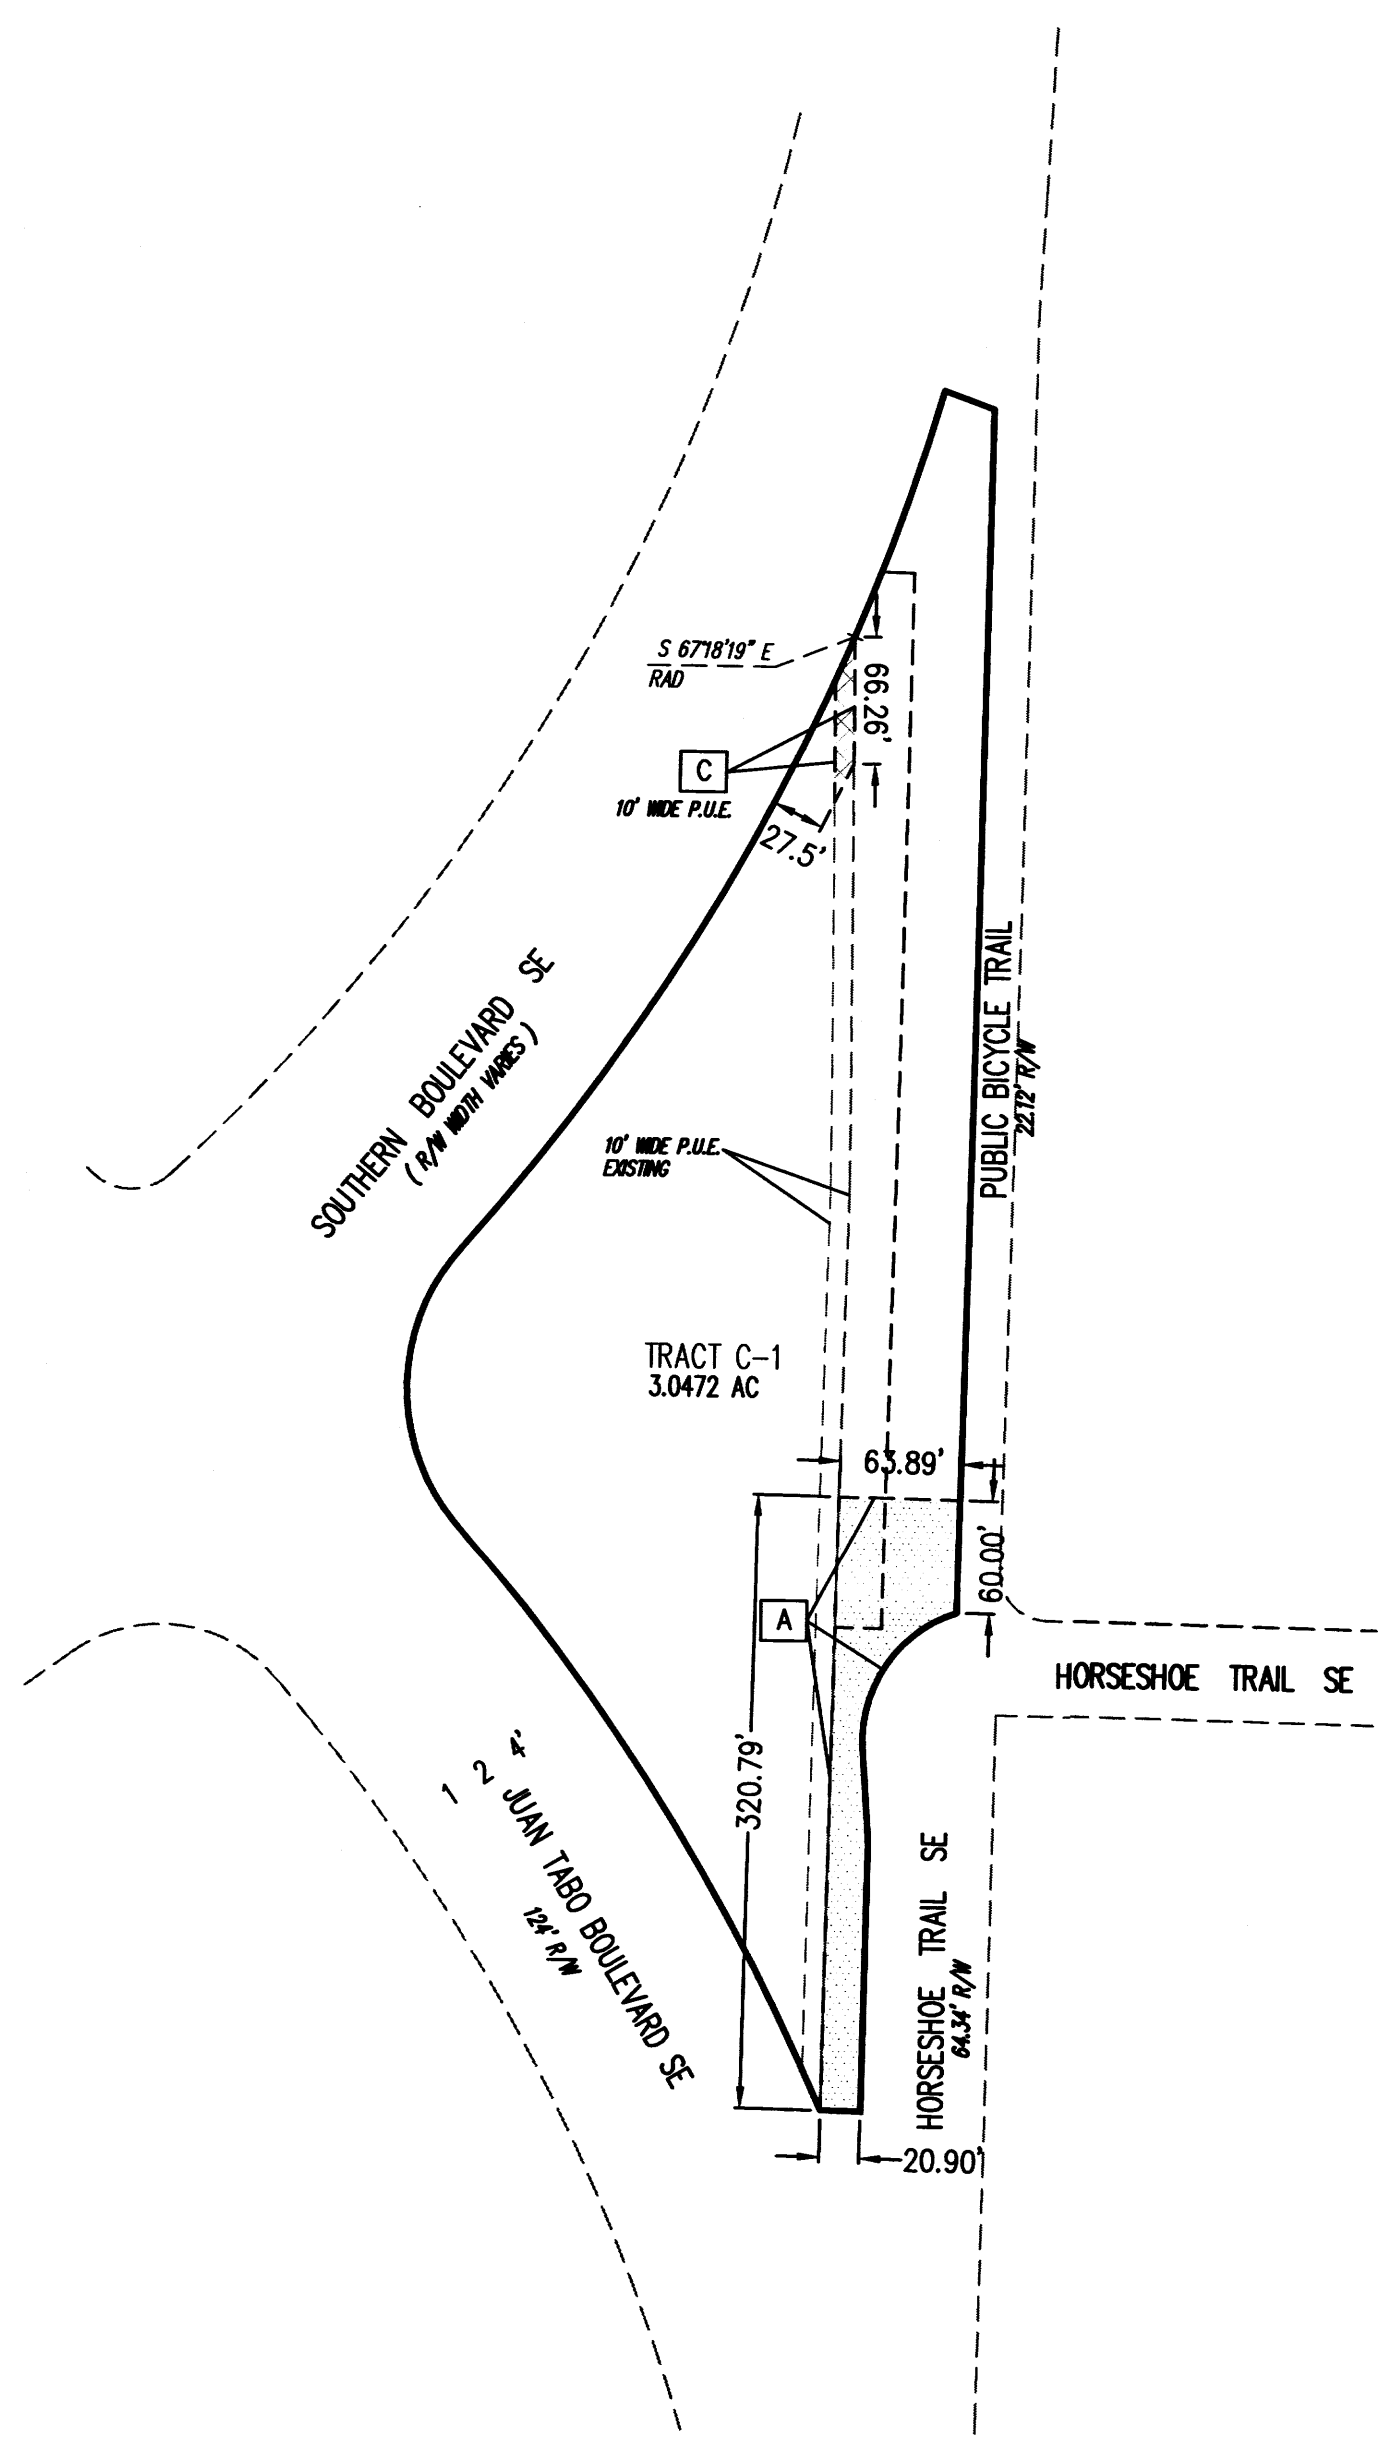 S 67°18'19" E
RAD
66.26'
C
10' WIDE P.U.E.
27.5'
SOUTHERN BOULEVARD SE
( R/W WIDTH VARIES )
PUBLIC BICYCLE TRAIL
22.12' R/W
10' WIDE P.U.E.
EXISTING
TRACT C-1
3.0472 AC
63.89'
60.00'
A
HORSESHOE TRAIL SE
320.79'
1 2 4'
JUAN TABO BOULEVARD SE
124' R/W
HORSESHOE TRAIL SE
64.34' R/W
20.90'